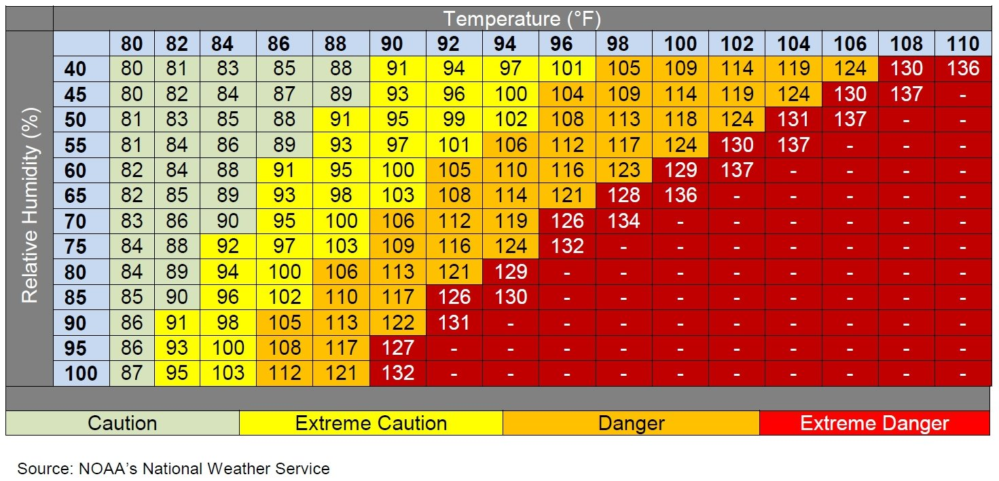 Temperature (°F)
Relative Humidity (%)
80 82 84 86 88 90 92 94 96 98 100 102 104 106 108 110
40 80 81 83 85 88 91 94 97 101 105 109 114 119 124 130 136
45 80 82 84 87 89 93 96 100 104 109 114 119 124 130 137 -
50 81 83 85 88 91 95 99 102 108 113 118 124 131 137 - -
55 81 84 86 89 93 97 101 106 112 117 124 130 137 - - -
60 82 84 88 91 95 100 105 110 116 123 129 137 - - - -
65 82 85 89 93 98 103 108 114 121 128 136 - - - - -
70 83 86 90 95 100 106 112 119 126 134 - - - - - -
75 84 88 92 97 103 109 116 124 132 - - - - - - -
80 84 89 94 100 106 113 121 129 - - - - - - - -
85 85 90 96 102 110 117 126 130 - - - - - - - -
90 86 91 98 105 113 122 131 - - - - - - - - -
95 86 93 100 108 117 127 - - - - - - - - - -
100 87 95 103 112 121 132 - - - - - - - - - -
Caution Extreme Caution Danger Extreme Danger
Source: NOAA's National Weather Service